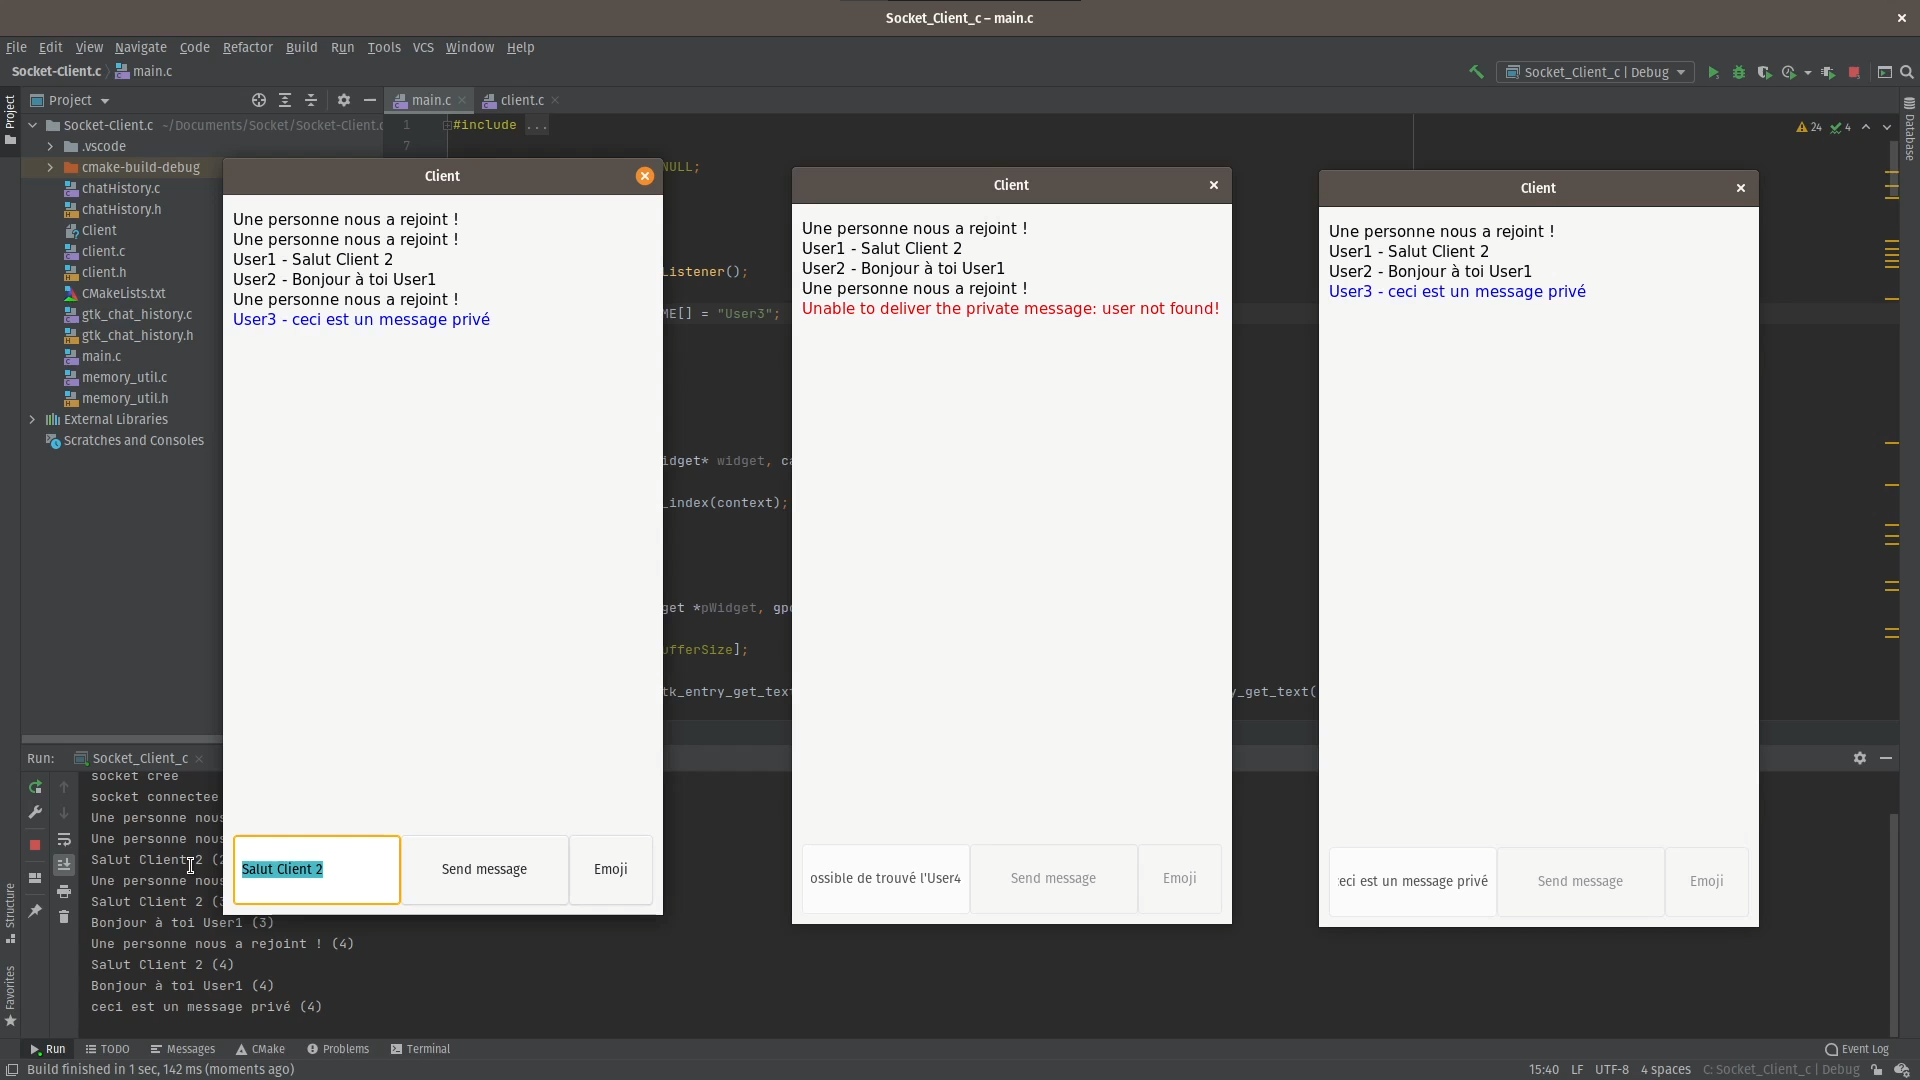 Socket_Client_c – main.c
File Edit View Navigate Code Refactor Build Run Tools VCS Window Help
Socket-Client.c main.c
Socket_Client_c | Debug
Project
Project
main.c
client.c
Database
Socket-Client.c ~/Documents/Socket/Socket-Client.c
.vscode
cmake-build-debug
chatHistory.c
chatHistory.h
Client
client.c
client.h
CMakeLists.txt
gtk_chat_history.c
gtk_chat_history.h
main.c
memory_util.c
memory_util.h
External Libraries
Scratches and Consoles
1 #include ...
7
24 4
NULL;
Listener();
ME[] = "User3";
idget* widget, ca
_index(context);
get *pWidget, gpo
ufferSize];
tk_entry_get_text
y_get_text(
Client
Une personne nous a rejoint !
Une personne nous a rejoint !
User1 - Salut Client 2
User2 - Bonjour à toi User1
Une personne nous a rejoint !
User3 - ceci est un message privé
Salut Client 2
Send message
Emoji
Client
Une personne nous a rejoint !
User1 - Salut Client 2
User2 - Bonjour à toi User1
Une personne nous a rejoint !
Unable to deliver the private message: user not found!
ossible de trouvé l'User4
Send message
Emoji
Client
Une personne nous a rejoint !
User1 - Salut Client 2
User2 - Bonjour à toi User1
User3 - ceci est un message privé
ceci est un message privé
Send message
Emoji
Run: Socket_Client_c
socket cree
socket connectee
Une personne nous
Une personne nous
Salut Client 2 (2
Une personne nous
Salut Client 2 (3
Bonjour à toi User1 (3)
Une personne nous a rejoint ! (4)
Salut Client 2 (4)
Bonjour à toi User1 (4)
ceci est un message privé (4)
Structure
Favorites
Run TODO Messages CMake Problems Terminal
Event Log
Build finished in 1 sec, 142 ms (moments ago)
15:40 LF UTF-8 4 spaces C: Socket_Client_c | Debug